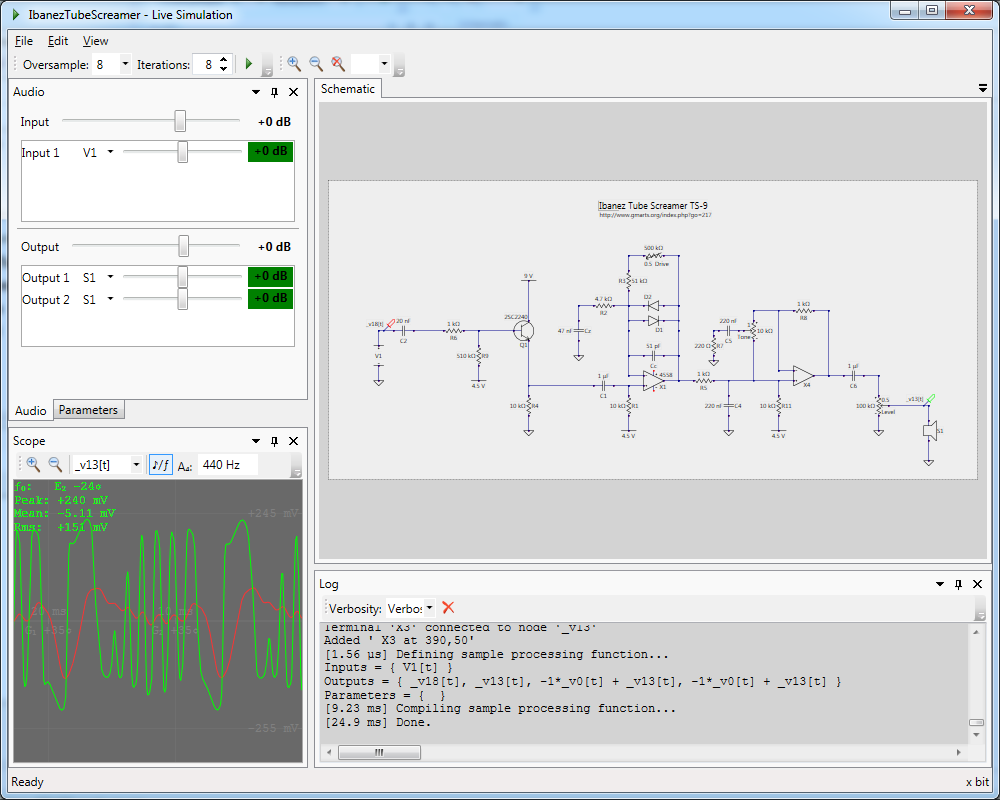 IbanezTubeScreamer - Live Simulation
File Edit View
Oversample: 8 Iterations: 8
Audio
Input +0 dB
Input 1 V1 +0 dB
Output +0 dB
Output 1 S1 +0 dB
Output 2 S1 +0 dB
Audio Parameters
Scope
_v13[t] ♪/f A₄: 440 Hz
f₀: E₂ -24¢
Peak: +240 mV
Mean: -5.11 mV
Rms: +151 mV
+245 mV
-255 mV
Schematic
Ibanez Tube Screamer TS-9
http://www.gmarts.org/index.php?go=217
500 kΩ
0.5 Drive
R3 51 kΩ
9 V
4.7 kΩ
R2
D2
D1
2SC2240
Q1
_v18[t]
20 nF
C2
1 kΩ
R6
47 nF
510 kΩ R9
V1
4.5 V
51 pF
Cc
4558
X1
1 µF
C1
10 kΩ R4
10 kΩ R1
4.5 V
1 kΩ
R5
220 nF C4
220 nF
C5
220 Ω R7
1
10 kΩ
Tone
1 kΩ
R8
X4
10 kΩ R11
4.5 V
1 µF
C6
0.5
100 kΩ
Level
_v13[t]
S1
Log
Verbosity: Verbos
Terminal 'X3' connected to node '_v13'
Added ' X3 at 390,50'
[1.56 µs] Defining sample processing function...
Inputs = { V1[t] }
Outputs = { _v18[t], _v13[t], -1*_v0[t] + _v13[t], -1*_v0[t] + _v13[t] }
Parameters = { }
[9.23 ms] Compiling sample processing function...
[24.9 ms] Done.
Ready x bit